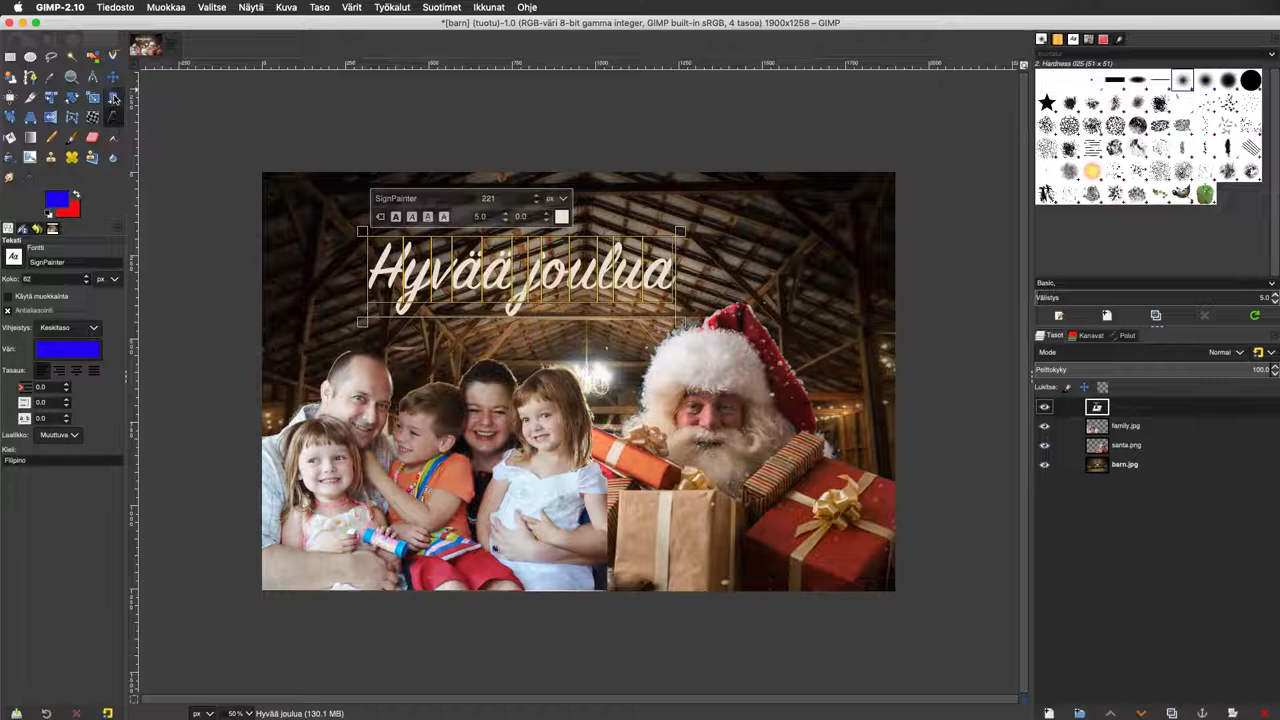 GIMP-2.10 Tiedosto Muokkaa Valitse Näytä Kuva Taso Värit Työkalut Suotimet Ikkunat Ohje
*[barn] (tuotu)-1.0 (RGB-väri 8-bit gamma integer, GIMP built-in sRGB, 4 tasoa) 1900x1258 – GIMP
2. Hardness 025 (51 x 51)
SignPainter 221 px
5.0 0.0
Hyvää joulua
Teksti
Fontti
Aa SignPainter
Koko: 62 px
Käytä muokkainta
Antialiasointi
Vihjeistys: Keskitaso
Väri:
Tasaus:
0.0
0.0
0.0
Laatikko: Muuttuva
Kieli:
Filipino
Basic,
Välistys 5.0
Tasot Kanavat Polut
Mode Normal
Peittokyky 100.0
Lukitse:
family.jpg
santa.png
barn.jpg
px 50% Hyvää joulua (130.1 MB)